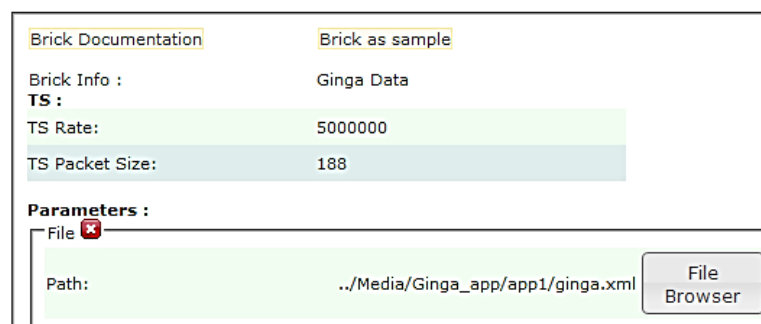 Brick Documentation Brick as sample
Brick Info : Ginga Data
TS :
TS Rate: 5000000
TS Packet Size: 188
Parameters :
File
Path: ../Media/Ginga_app/app1/ginga.xml File Browser